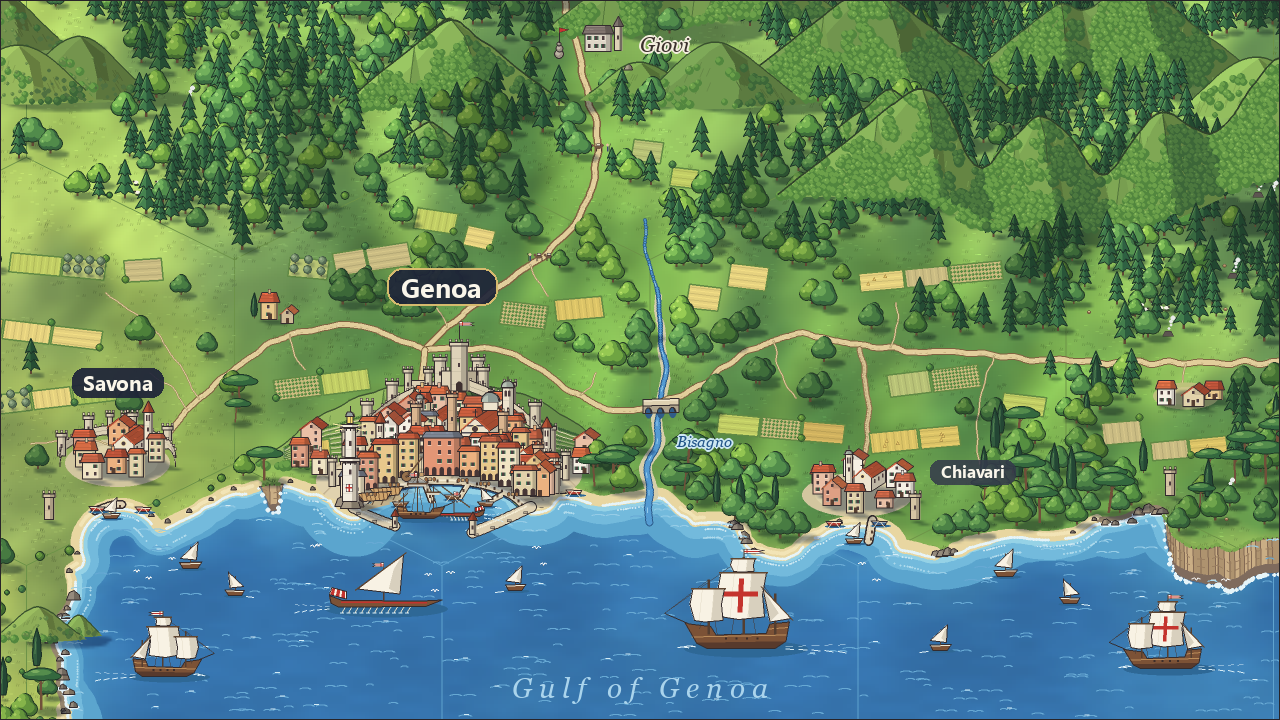 Giovi
Genoa
Savona
Bisagno
Chiavari
Gulf of Genoa